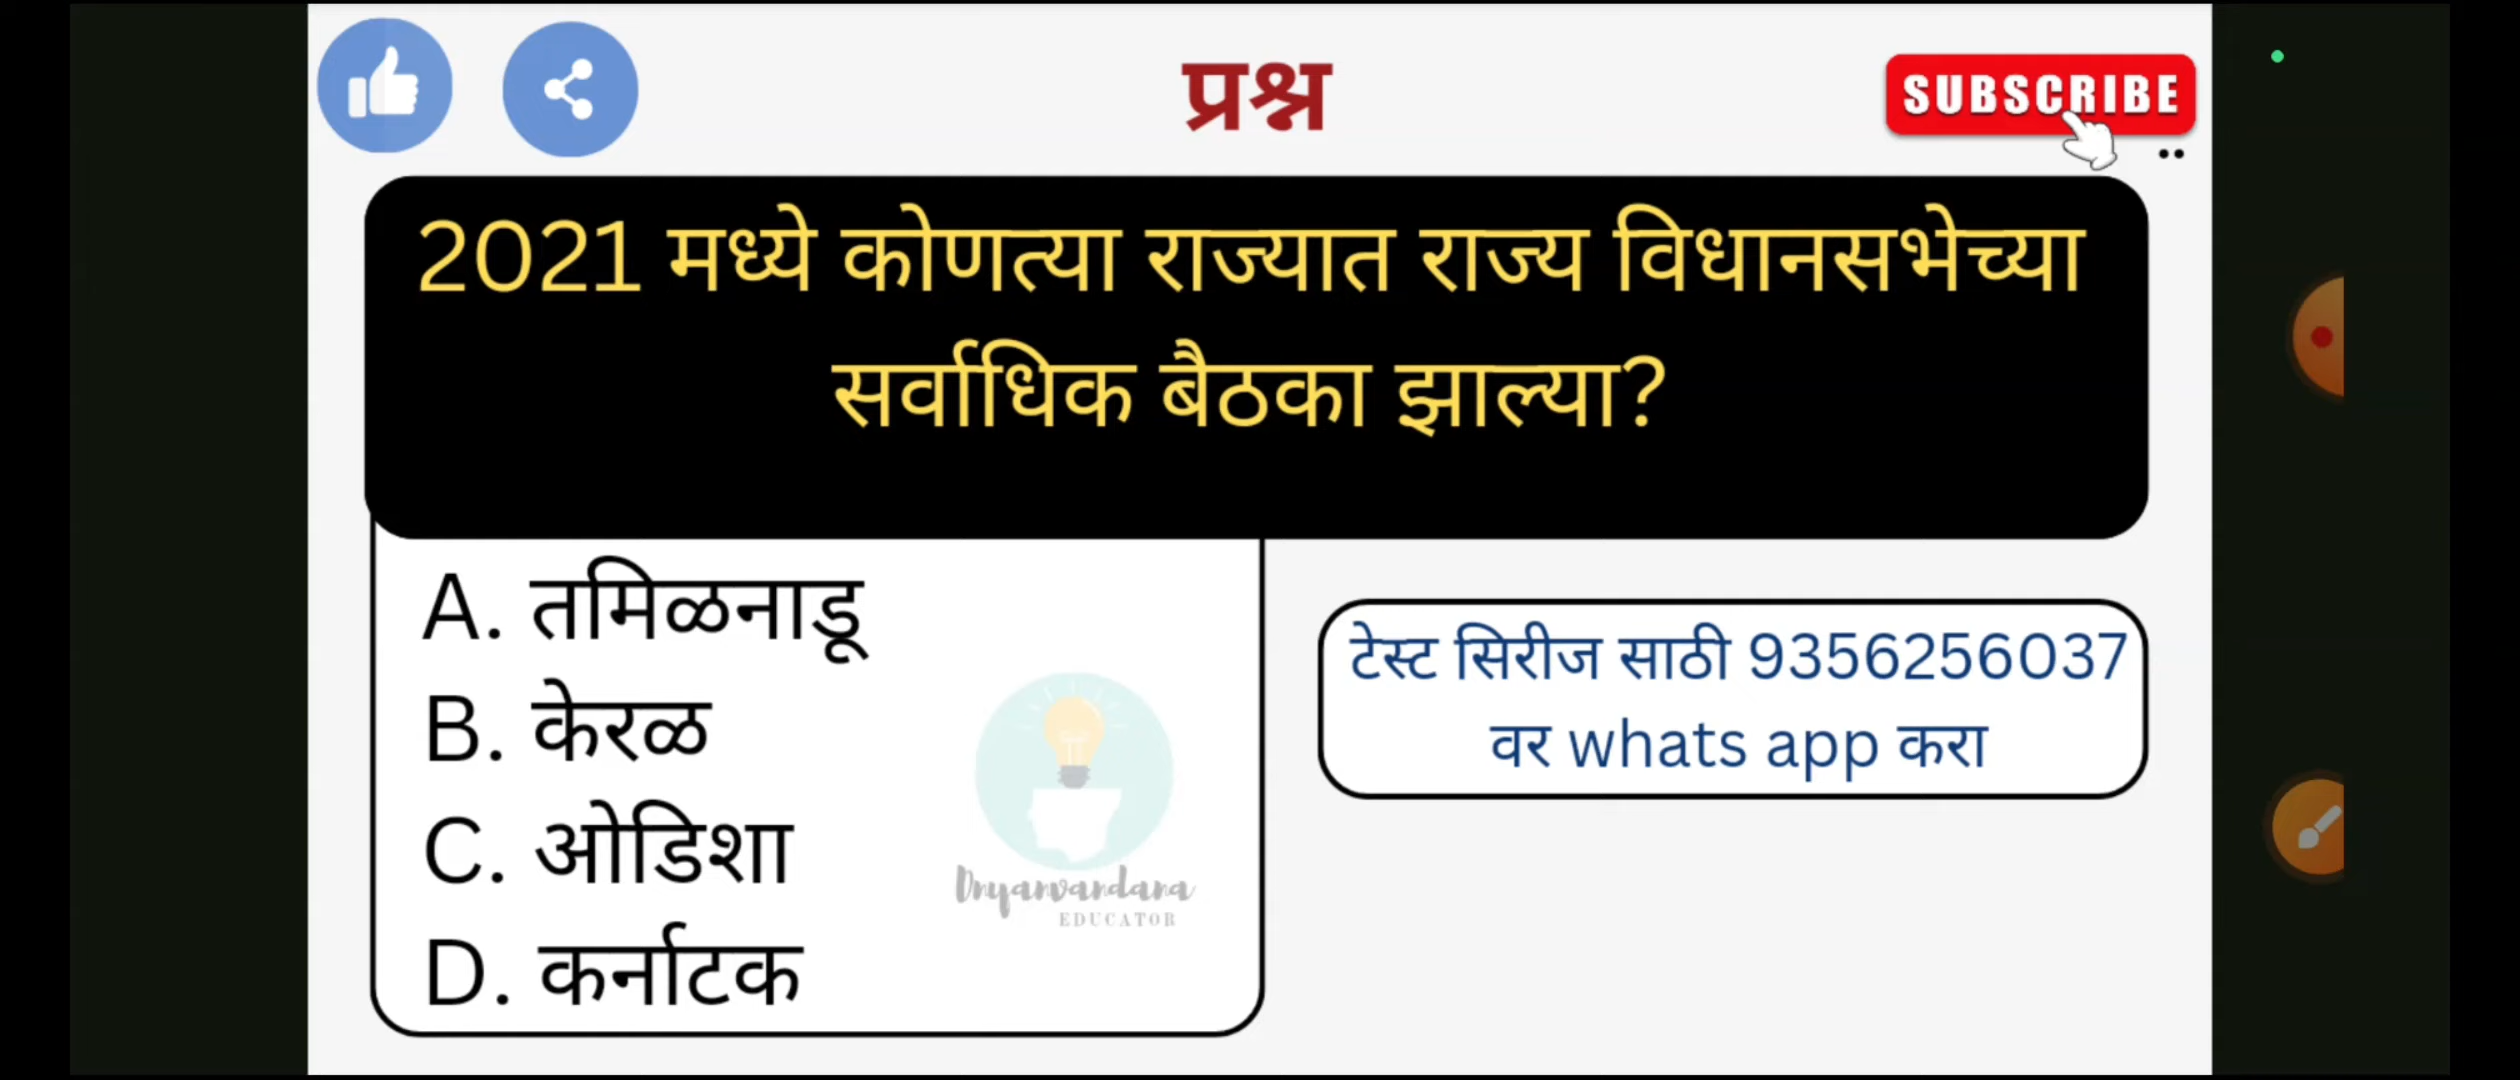 प्रश्न
SUBSCRIBE
2021 मध्ये कोणत्या राज्यात राज्य विधानसभेच्या
सर्वाधिक बैठका झाल्या?
A. तमिळनाडू
B. केरळ
C. ओडिशा
D. कर्नाटक
टेस्ट सिरीज साठी 9356256037
वर whats app करा
Dnyanvandana
EDUCATOR